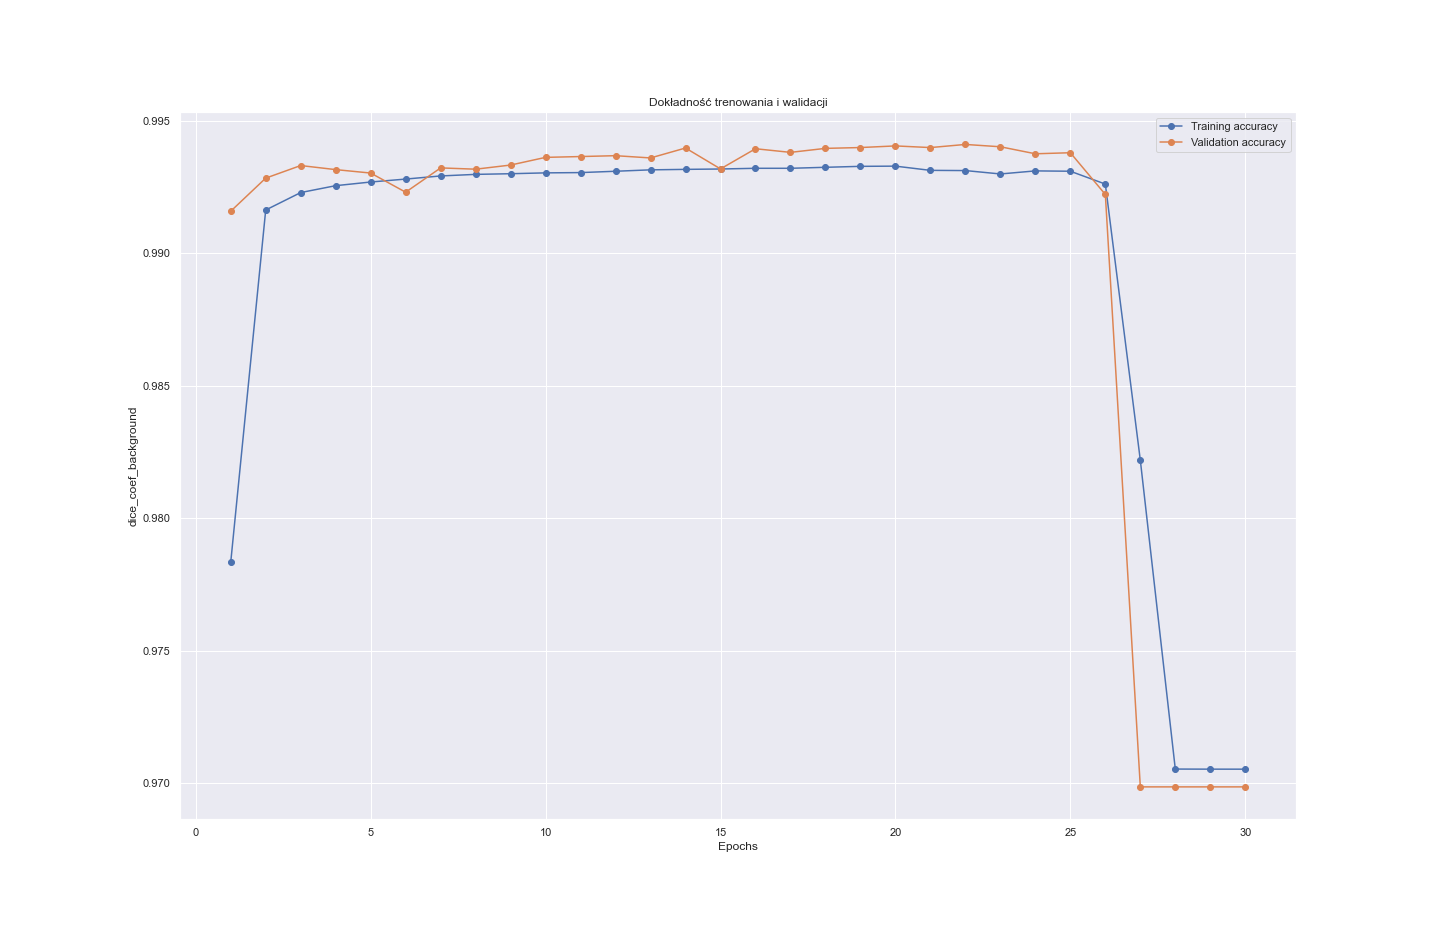 Dokładność trenowania i walidacji
Training accuracy
Validation accuracy
0.995
0.990
0.985
0.980
0.975
0.970
dice_coef_background
0 5 10 15 20 25 30
Epochs